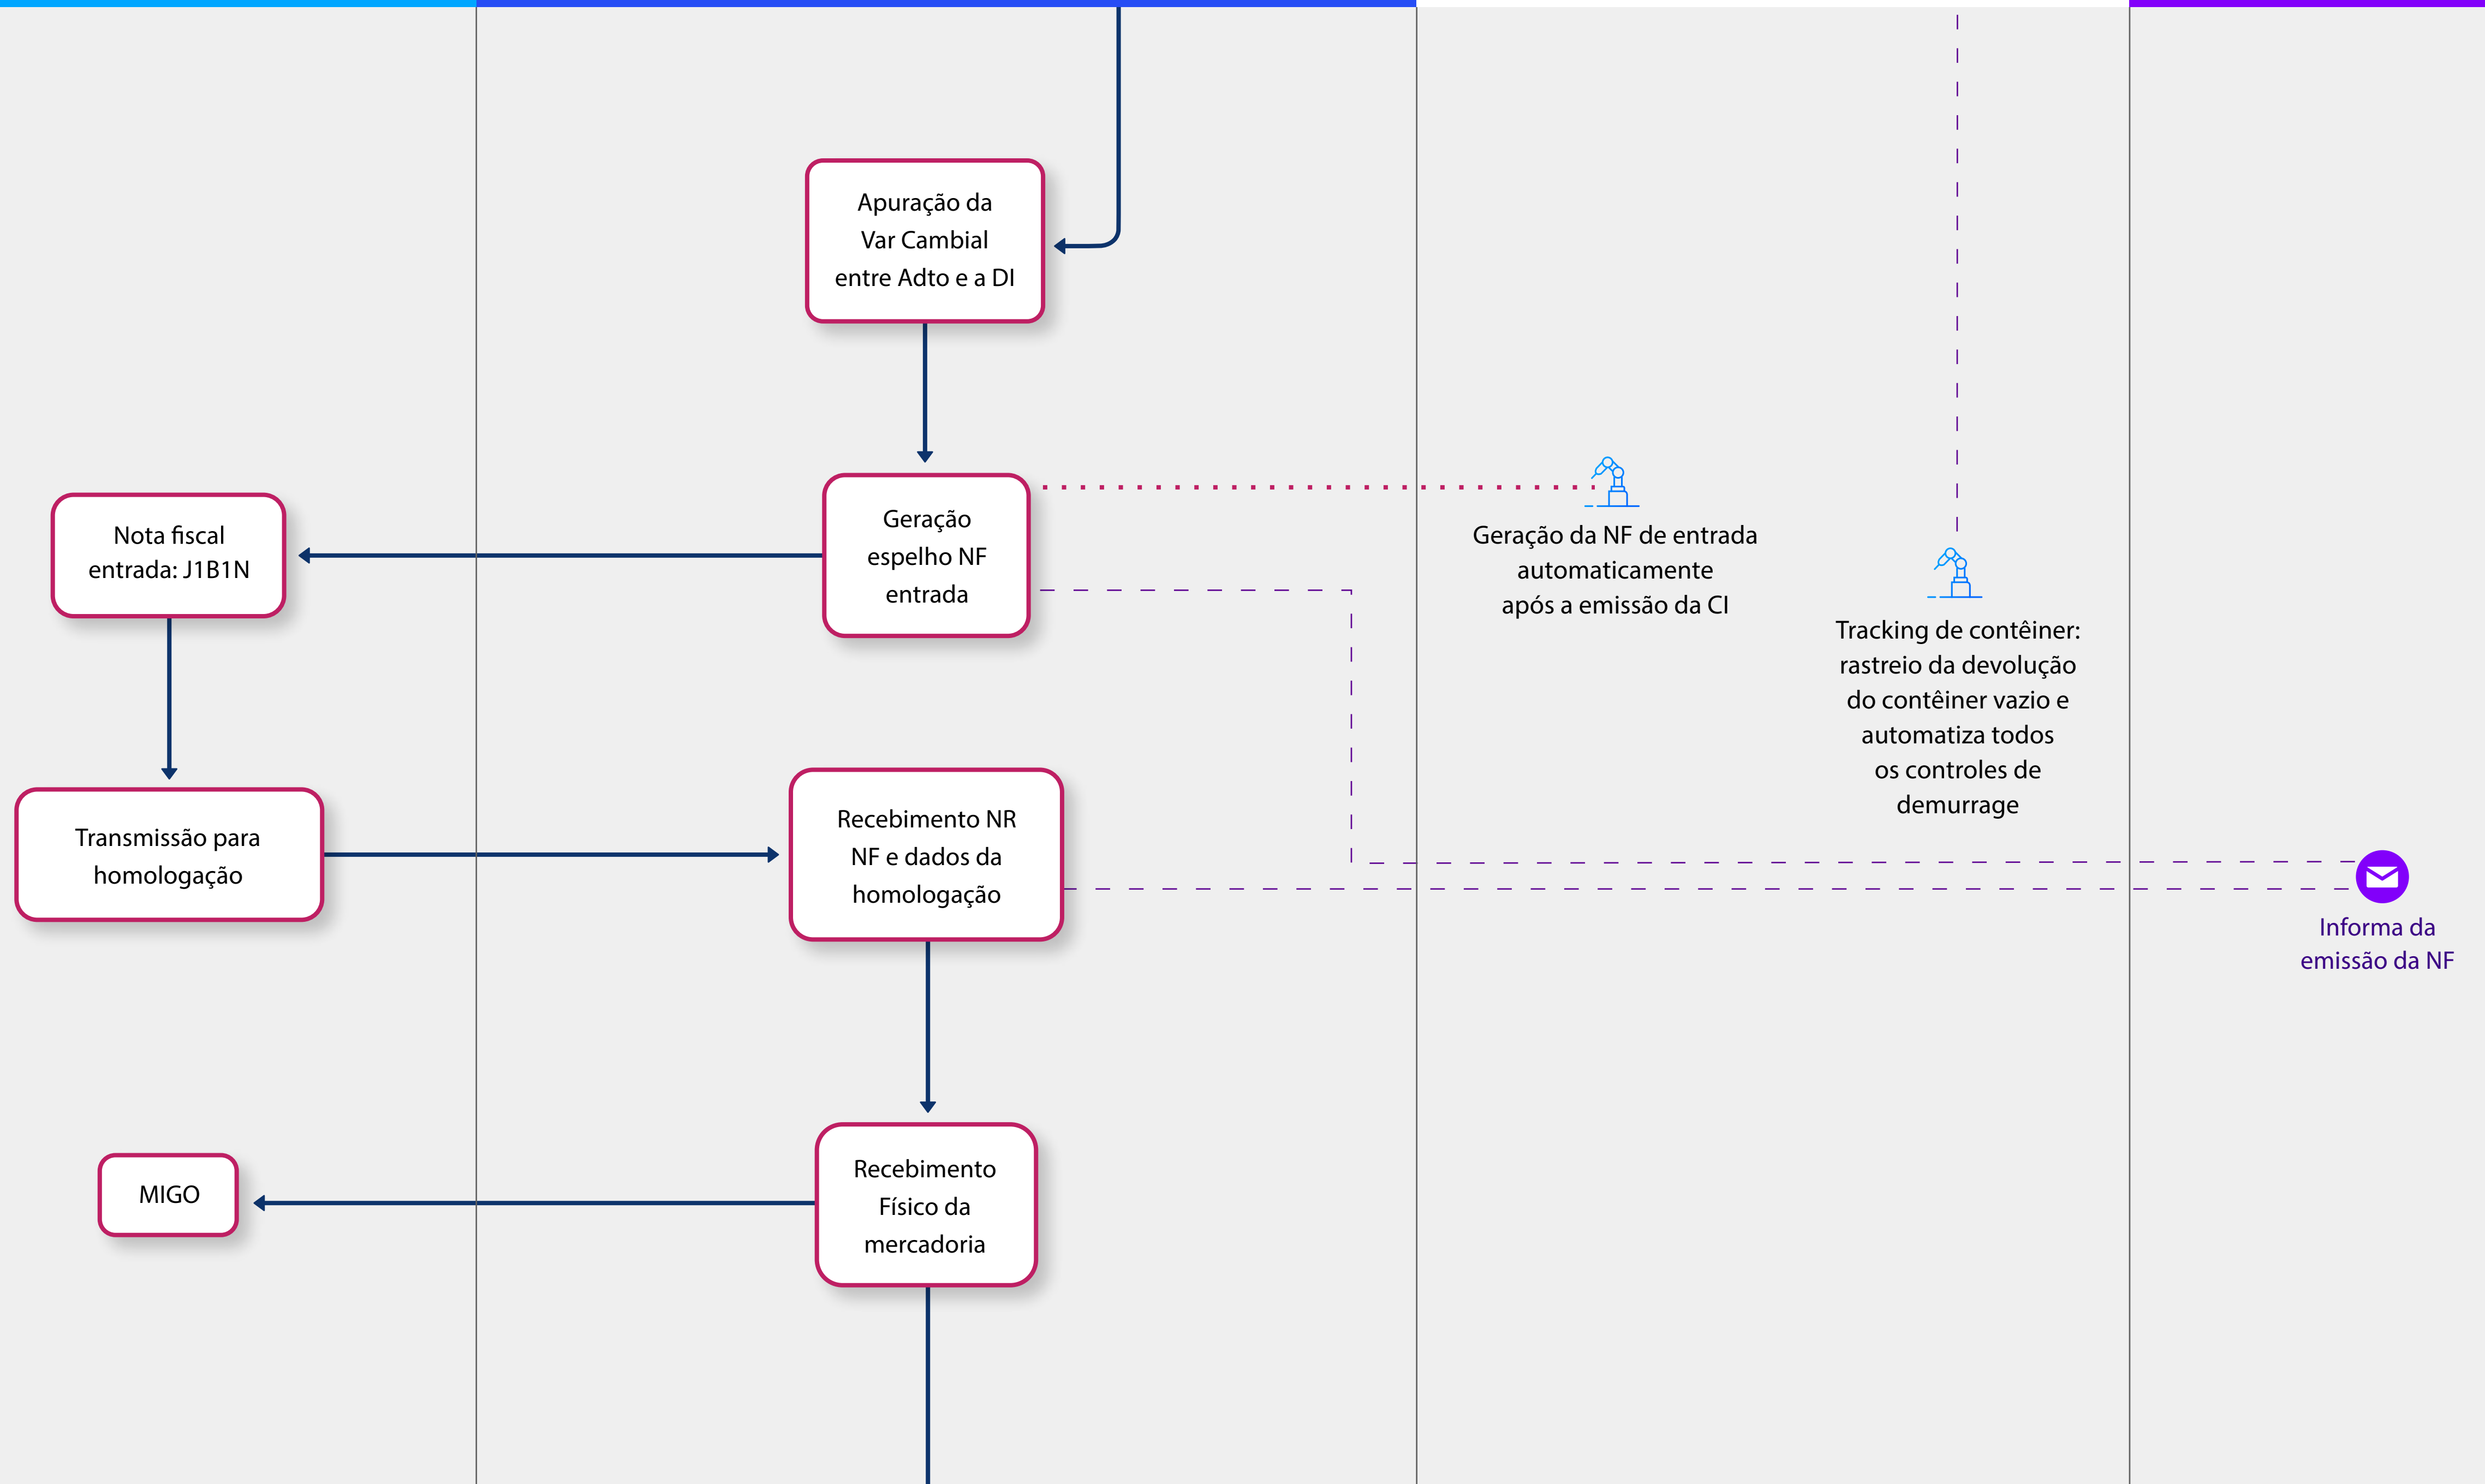 Apuração da
Var Cambial
entre Adto e a DI
Geração
espelho NF
entrada
Nota fiscal
entrada: J1B1N
Geração da NF de entrada
automaticamente
após a emissão da CI
Tracking de contêiner:
rastreio da devolução
do contêiner vazio e
automatiza todos
os controles de
demurrage
Transmissão para
homologação
Recebimento NR
NF e dados da
homologação
Informa da
emissão da NF
Recebimento
Físico da
mercadoria
MIGO